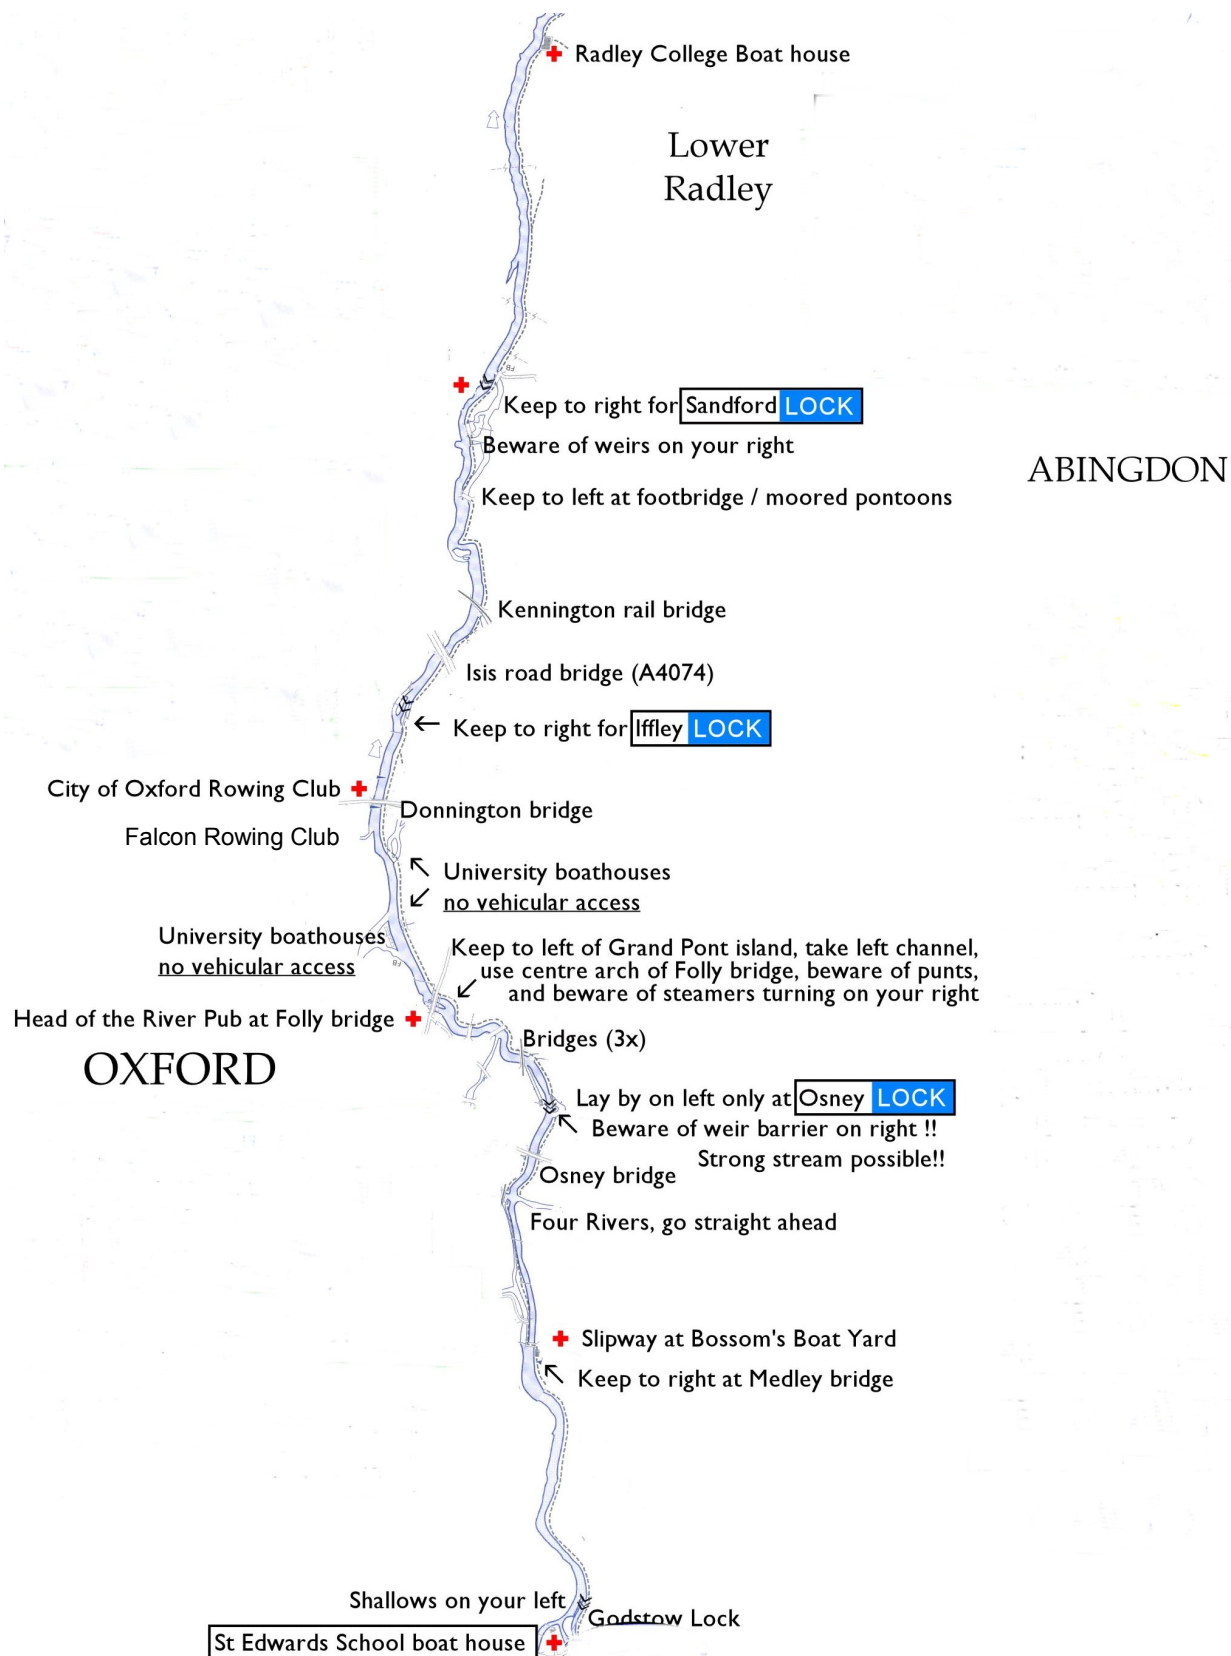 Radley College Boat house
Lower
Radley
FB
Keep to right for Sandford LOCK
Beware of weirs on your right
ABINGDON
Keep to left at footbridge / moored pontoons
Kennington rail bridge
Isis road bridge (A4074)
Keep to right for Iffley LOCK
City of Oxford Rowing Club
Donnington bridge
Falcon Rowing Club
University boathouses
no vehicular access
University boathouses
no vehicular access
FB
Keep to left of Grand Pont island, take left channel,
use centre arch of Folly bridge, beware of punts,
and beware of steamers turning on your right
Head of the River Pub at Folly bridge
OXFORD
Bridges (3x)
Lay by on left only at Osney LOCK
Beware of weir barrier on right !!
Strong stream possible!!
Osney bridge
Four Rivers, go straight ahead
Slipway at Bossom's Boat Yard
Keep to right at Medley bridge
Shallows on your left
Godstow Lock
St Edwards School boat house